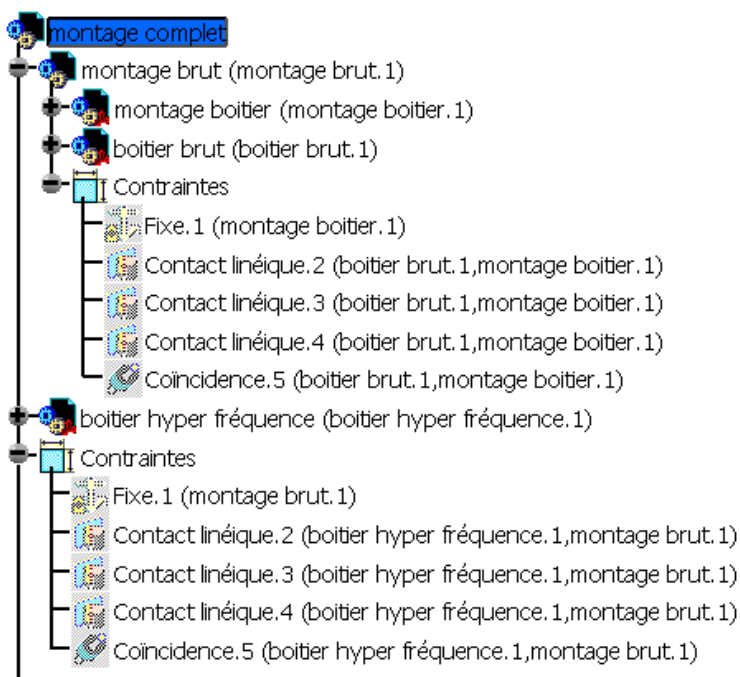 montage complet
montage brut (montage brut.1)
montage boitier (montage boitier.1)
boitier brut (boitier brut.1)
Contraintes
Fixe.1 (montage boitier.1)
Contact linéique.2 (boitier brut.1,montage boitier.1)
Contact linéique.3 (boitier brut.1,montage boitier.1)
Contact linéique.4 (boitier brut.1,montage boitier.1)
Coïncidence.5 (boitier brut.1,montage boitier.1)
boitier hyper fréquence (boitier hyper fréquence.1)
Contraintes
Fixe.1 (montage brut.1)
Contact linéique.2 (boitier hyper fréquence.1,montage brut.1)
Contact linéique.3 (boitier hyper fréquence.1,montage brut.1)
Contact linéique.4 (boitier hyper fréquence.1,montage brut.1)
Coïncidence.5 (boitier hyper fréquence.1,montage brut.1)